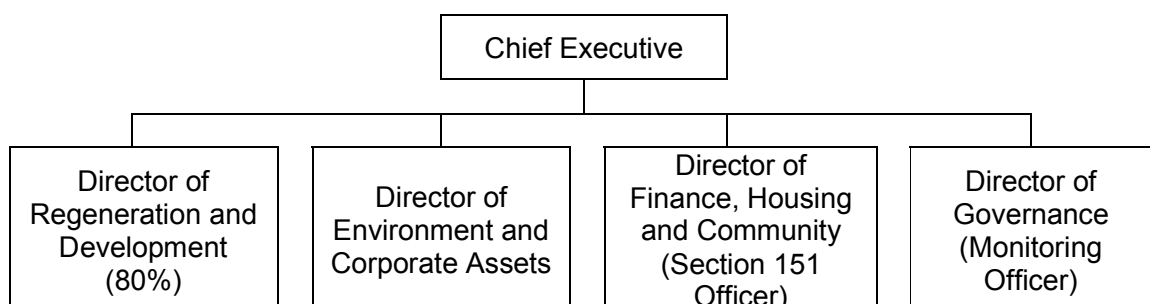 Chief Executive
Director of
Regeneration and
Development
(80%)
Director of
Environment and
Corporate Assets
Director of
Finance, Housing
and Community
(Section 151
Officer)
Director of
Governance
(Monitoring
Officer)